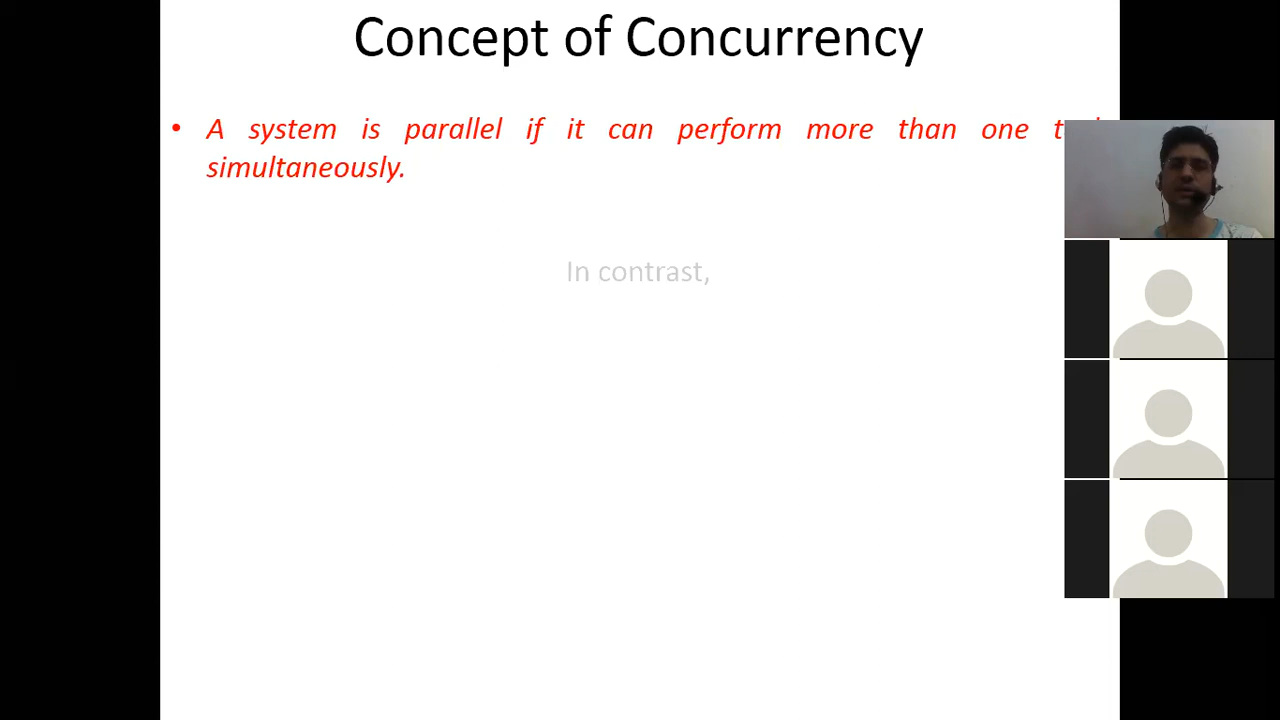 Concept of Concurrency
• A system is parallel if it can perform more than one
simultaneously.
In contrast,